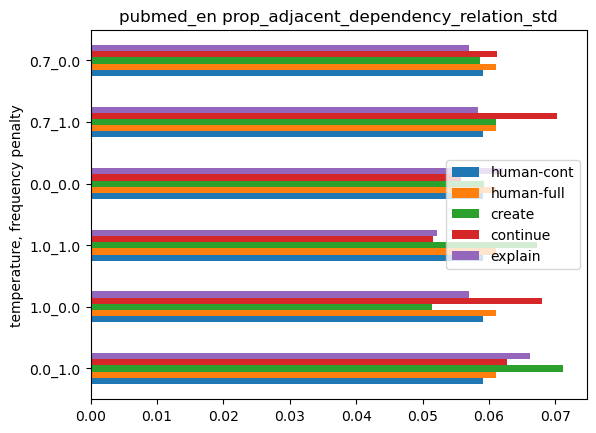 pubmed_en prop_adjacent_dependency_relation_std
temperature, frequency penalty
0.7_0.0
0.7_1.0
0.0_0.0
1.0_1.0
1.0_0.0
0.0_1.0
human-cont
human-full
create
continue
explain
0.00 0.01 0.02 0.03 0.04 0.05 0.06 0.07